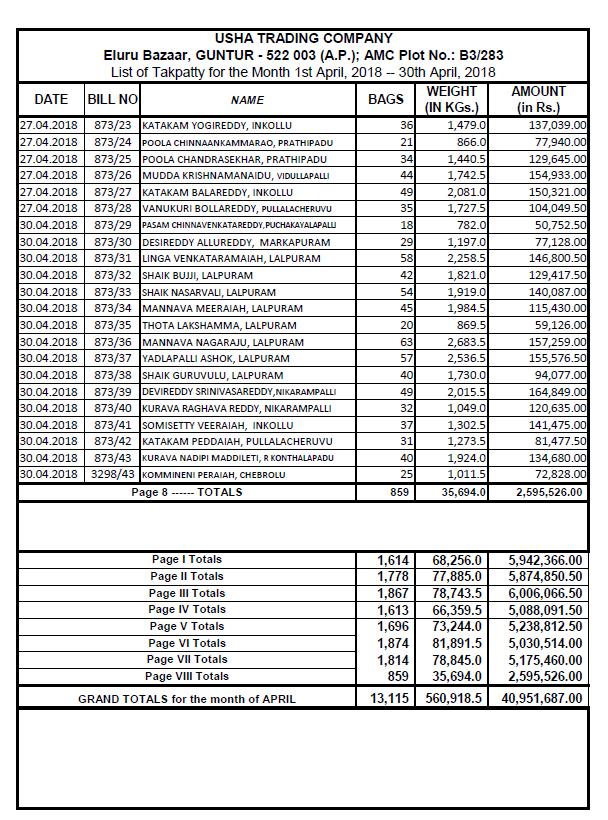 USHA TRADING COMPANY
Eluru Bazaar, GUNTUR - 522 003 (A.P.); AMC Plot No.: B3/283
List of Takpatty for the Month 1st April, 2018 -- 30th April, 2018
DATE BILL NO NAME BAGS WEIGHT (IN KGs.) AMOUNT (in Rs.)
27.04.2018 873/23 KATAKAM YOGIREDDY, INKOLLU 36 1,479.0 137,039.00
27.04.2018 873/24 POOLA CHINNAANKAMMARAO, PRATHIPADU 21 866.0 77,940.00
27.04.2018 873/25 POOLA CHANDRASEKHAR, PRATHIPADU 34 1,440.5 129,645.00
27.04.2018 873/26 MUDDA KRISHNAMANAIDU, VIDULLAPALLI 44 1,742.5 154,933.00
27.04.2018 873/27 KATAKAM BALAREDDY, INKOLLU 49 2,081.0 150,321.00
27.04.2018 873/28 VANUKURI BOLLAREDDY, PULLALACHERUVU 35 1,727.5 104,049.50
30.04.2018 873/29 PASAM CHINNAVENKATAREDDY,PUCHAKAYALAPALLI 18 782.0 50,752.50
30.04.2018 873/30 DESIREDDY ALLUREDDY, MARKAPURAM 29 1,197.0 77,128.00
30.04.2018 873/31 LINGA VENKATARAMAIAH, LALPURAM 58 2,258.5 146,800.50
30.04.2018 873/32 SHAIK BUJJI, LALPURAM 42 1,821.0 129,417.50
30.04.2018 873/33 SHAIK NASARVALI, LALPURAM 54 1,919.0 140,087.00
30.04.2018 873/34 MANNAVA MEERAIAH, LALPURAM 45 1,984.5 115,430.00
30.04.2018 873/35 THOTA LAKSHAMMA, LALPURAM 20 869.5 59,126.00
30.04.2018 873/36 MANNAVA NAGARAJU, LALPURAM 63 2,683.5 157,259.00
30.04.2018 873/37 YADLAPALLI ASHOK, LALPURAM 57 2,536.5 155,576.50
30.04.2018 873/38 SHAIK GURUVULU, LALPURAM 40 1,730.0 94,077.00
30.04.2018 873/39 DEVIREDDY SRINIVASAREDDY,NIKARAMPALLI 49 2,015.5 164,849.00
30.04.2018 873/40 KURAVA RAGHAVA REDDY, NIKARAMPALLI 32 1,049.0 120,635.00
30.04.2018 873/41 SOMISETTY VEERAIAH, INKOLLU 37 1,302.5 141,475.00
30.04.2018 873/42 KATAKAM PEDDAIAH, PULLALACHERUVU 31 1,273.5 81,477.50
30.04.2018 873/43 KURAVA NADIPI MADDILETI, R KONTHALAPADU 40 1,924.0 134,680.00
30.04.2018 3298/43 KOMMINENI PERAIAH, CHEBROLU 25 1,011.5 72,828.00
Page 8 ------ TOTALS 859 35,694.0 2,595,526.00
Page I Totals 1,614 68,256.0 5,942,366.00
Page II Totals 1,778 77,885.0 5,874,850.50
Page III Totals 1,867 78,743.5 6,006,066.50
Page IV Totals 1,613 66,359.5 5,088,091.50
Page V Totals 1,696 73,244.0 5,238,812.50
Page VI Totals 1,874 81,891.5 5,030,514.00
Page VII Totals 1,814 78,845.0 5,175,460.00
Page VIII Totals 859 35,694.0 2,595,526.00
GRAND TOTALS for the month of APRIL 13,115 560,918.5 40,951,687.00